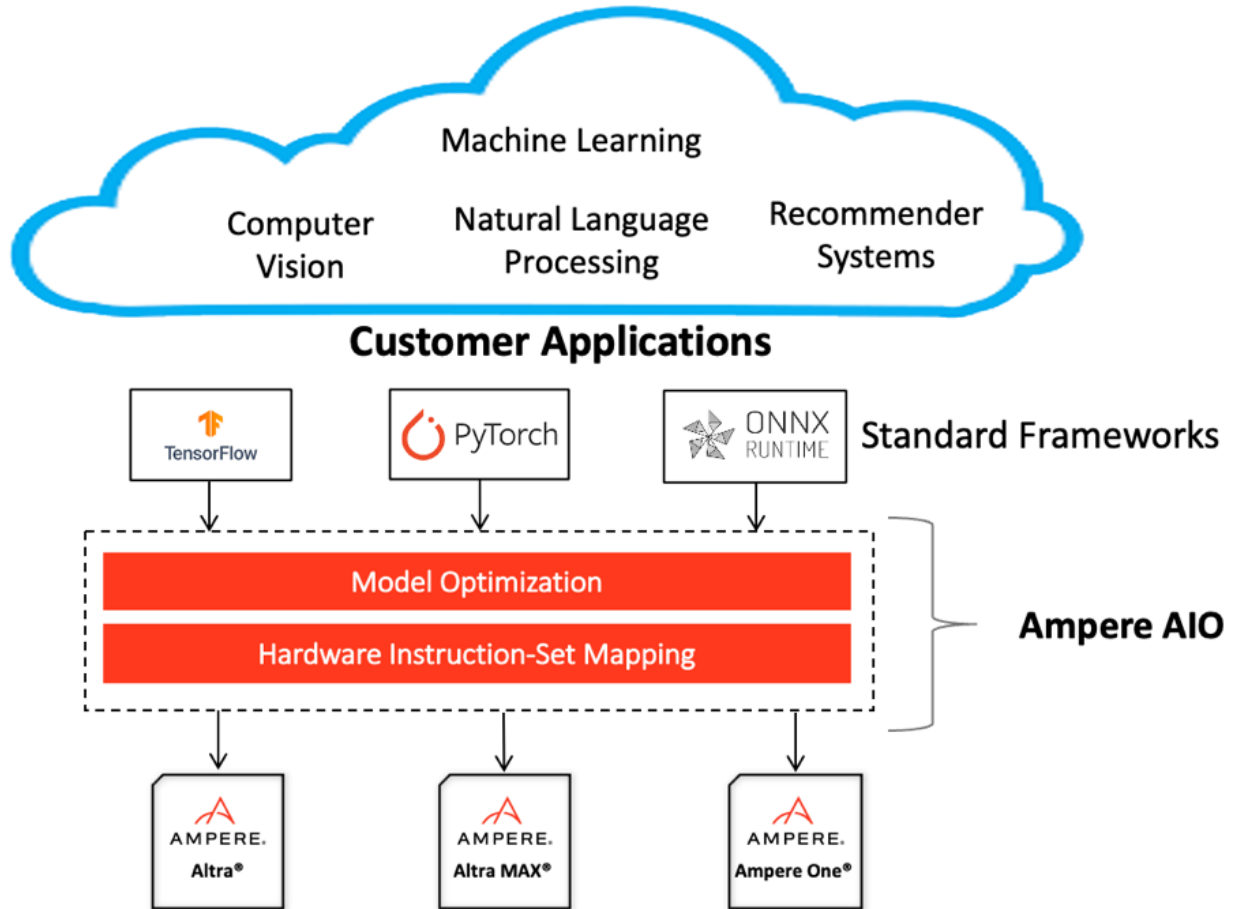 Machine Learning
Computer
Vision
Natural Language
Processing
Recommender
Systems
Customer Applications
TensorFlow
PyTorch
ONNX
RUNTIME
Standard Frameworks
Model Optimization
Hardware Instruction-Set Mapping
Ampere AIO
AMPERE®
Altra®
AMPERE®
Altra MAX®
AMPERE®
Ampere One®